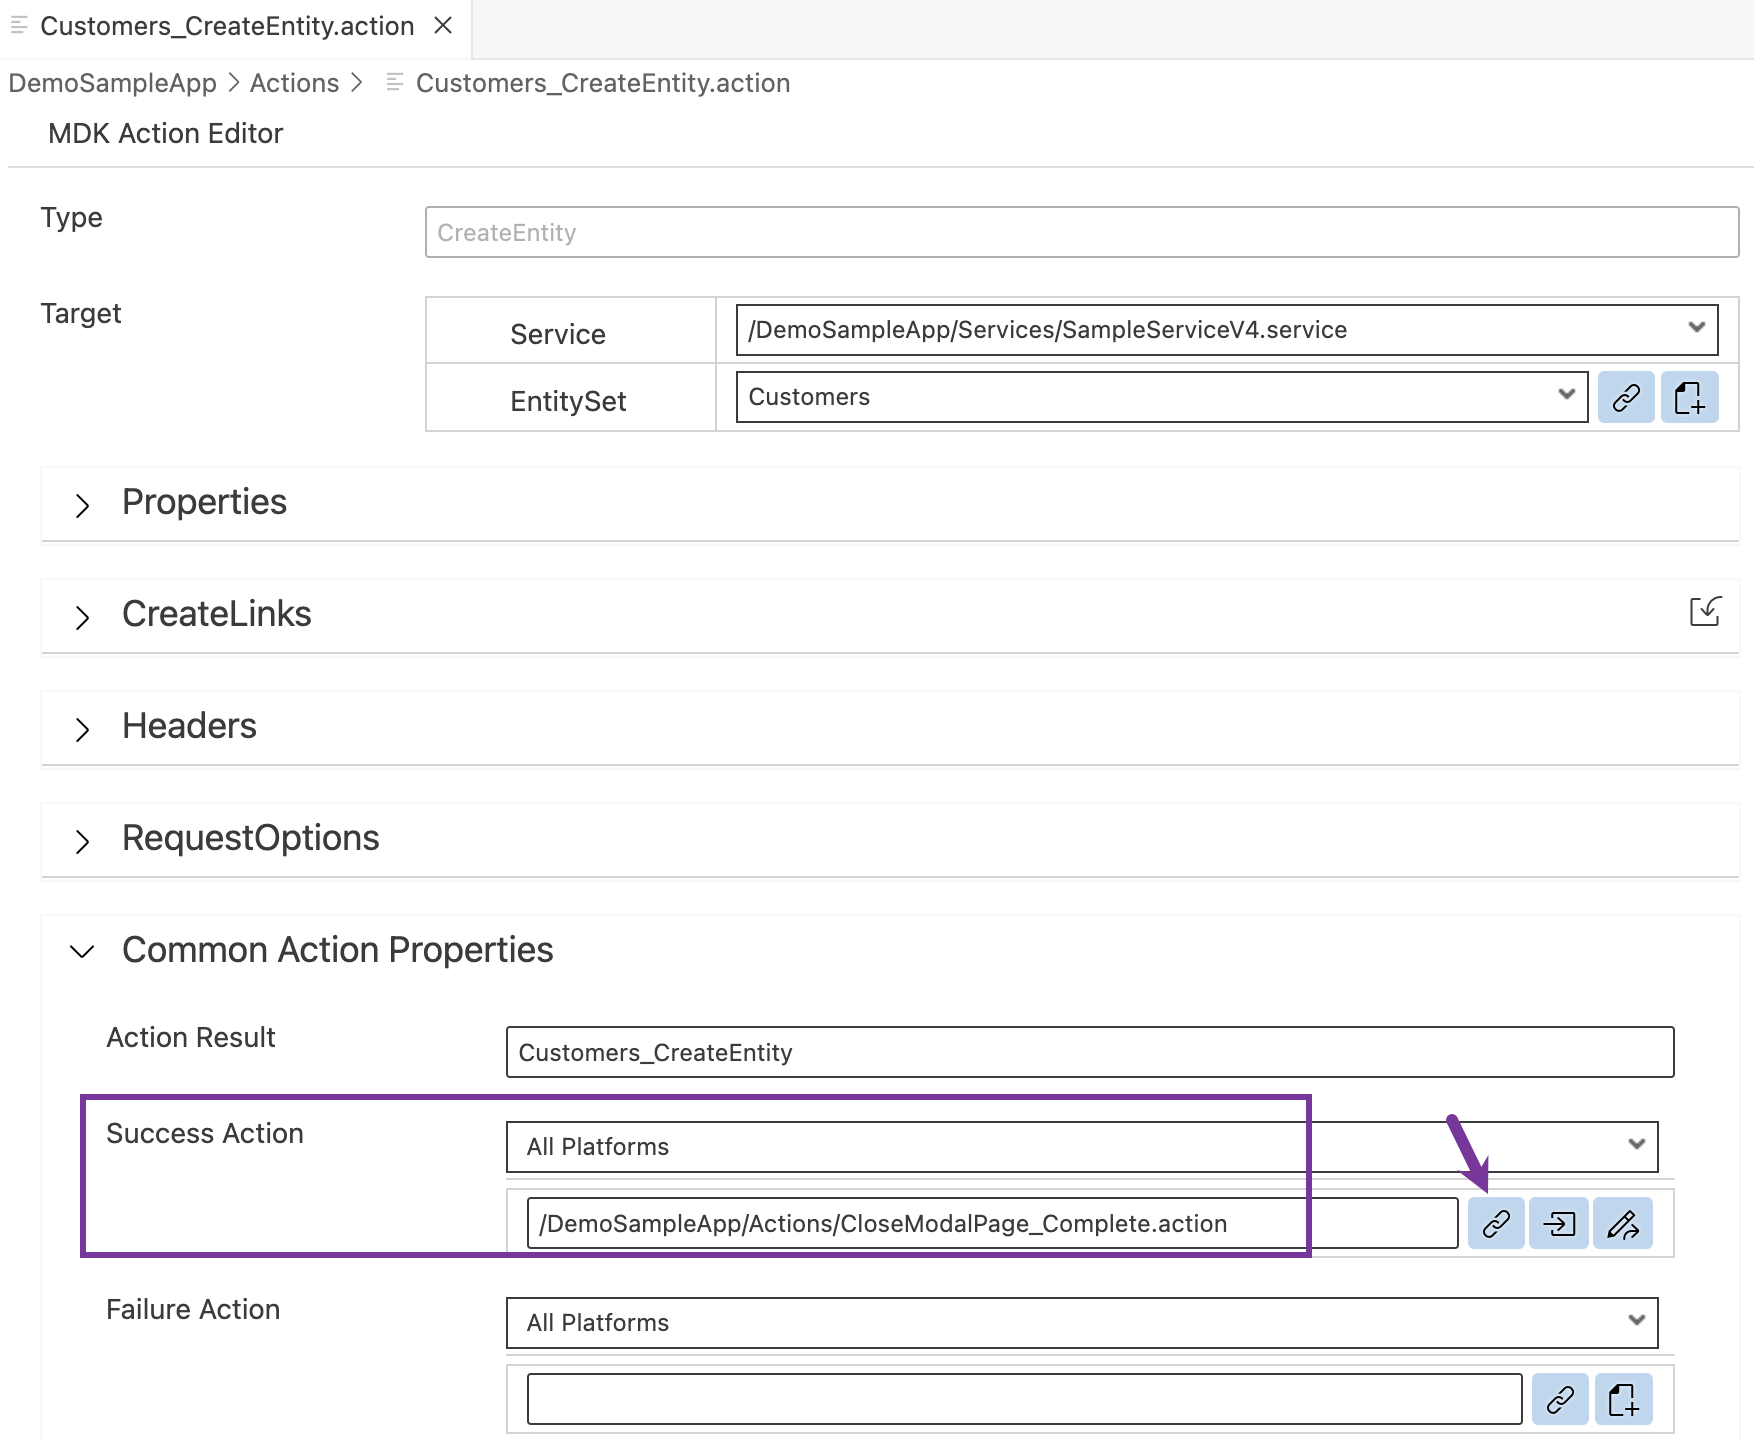 Customers_CreateEntity.action
DemoSampleApp > Actions > Customers_CreateEntity.action
MDK Action Editor
Type
CreateEntity
Target
Service
/DemoSampleApp/Services/SampleServiceV4.service
EntitySet
Customers
Properties
CreateLinks
Headers
RequestOptions
Common Action Properties
Action Result
Customers_CreateEntity
Success Action
All Platforms
/DemoSampleApp/Actions/CloseModalPage_Complete.action
Failure Action
All Platforms